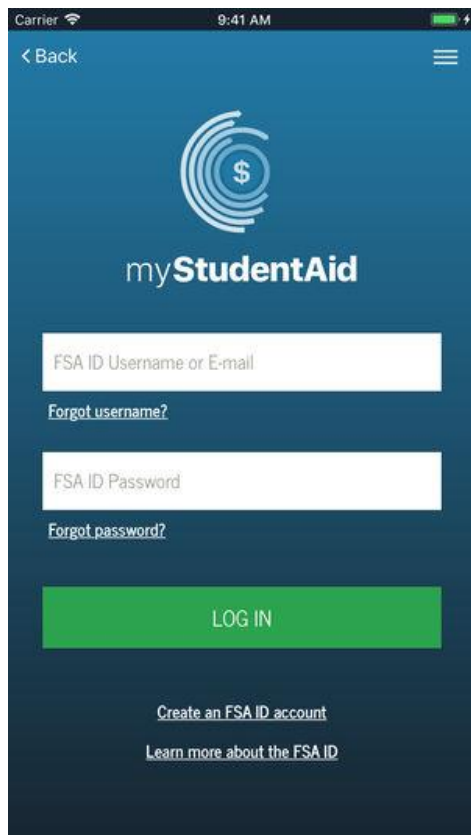 Carrier 9:41 AM
< Back
$
myStudentAid
FSA ID Username or E-mail
Forgot username?
FSA ID Password
Forgot password?
LOG IN
Create an FSA ID account
Learn more about the FSA ID